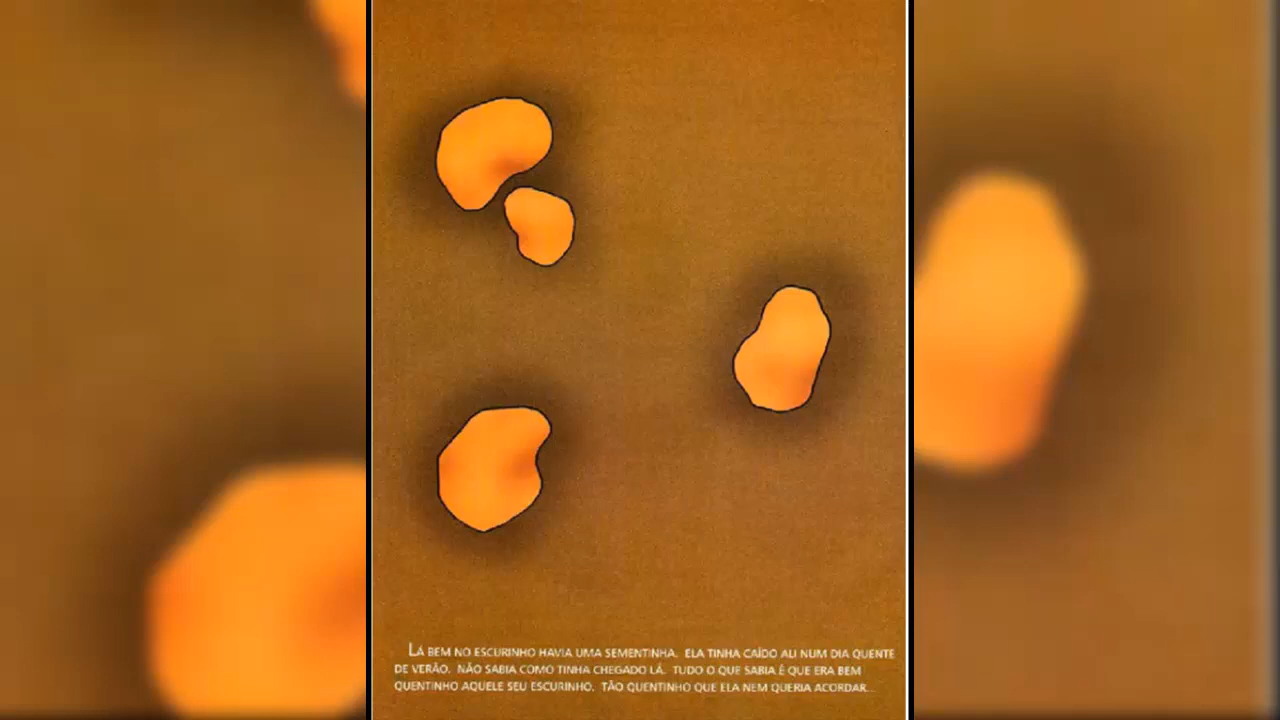 LÁ BEM NO ESCURINHO HAVIA UMA SEMENTINHA. ELA TINHA CAÍDO ALI NUM DIA QUENTE
DE VERÃO. NÃO SABIA COMO TINHA CHEGADO LÁ. TUDO O QUE SABIA É QUE ERA BEM
QUENTINHO AQUELE SEU ESCURINHO. TÃO QUENTINHO QUE ELA NEM QUERIA ACORDAR...